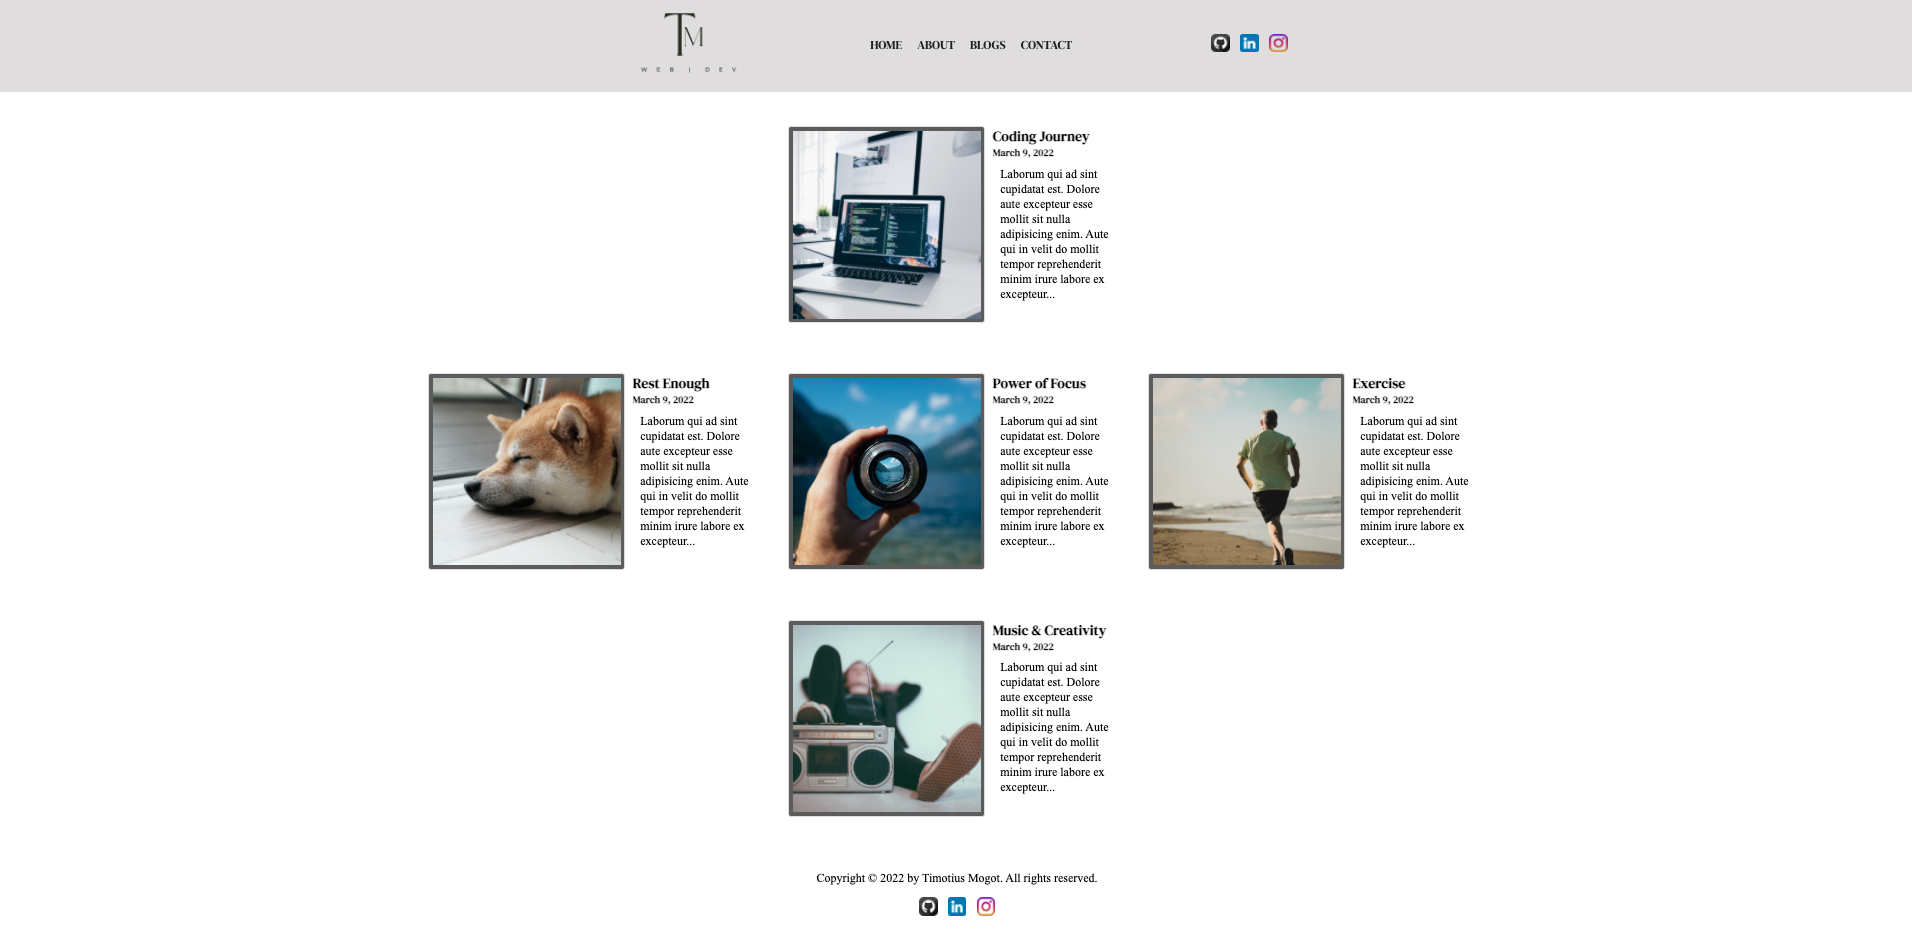 TM
WEB | DEV
HOME ABOUT BLOGS CONTACT
Coding Journey
March 9, 2022
Laborum qui ad sint
cupidatat est. Dolore
aute excepteur esse
mollit sit nulla
adipisicing enim. Aute
qui in velit do mollit
tempor reprehenderit
minim irure labore ex
excepteur...
Rest Enough
March 9, 2022
Laborum qui ad sint
cupidatat est. Dolore
aute excepteur esse
mollit sit nulla
adipisicing enim. Aute
qui in velit do mollit
tempor reprehenderit
minim irure labore ex
excepteur...
Power of Focus
March 9, 2022
Laborum qui ad sint
cupidatat est. Dolore
aute excepteur esse
mollit sit nulla
adipisicing enim. Aute
qui in velit do mollit
tempor reprehenderit
minim irure labore ex
excepteur...
Exercise
March 9, 2022
Laborum qui ad sint
cupidatat est. Dolore
aute excepteur esse
mollit sit nulla
adipisicing enim. Aute
qui in velit do mollit
tempor reprehenderit
minim irure labore ex
excepteur...
Music & Creativity
March 9, 2022
Laborum qui ad sint
cupidatat est. Dolore
aute excepteur esse
mollit sit nulla
adipisicing enim. Aute
qui in velit do mollit
tempor reprehenderit
minim irure labore ex
excepteur...
Copyright © 2022 by Timotius Mogot. All rights reserved.